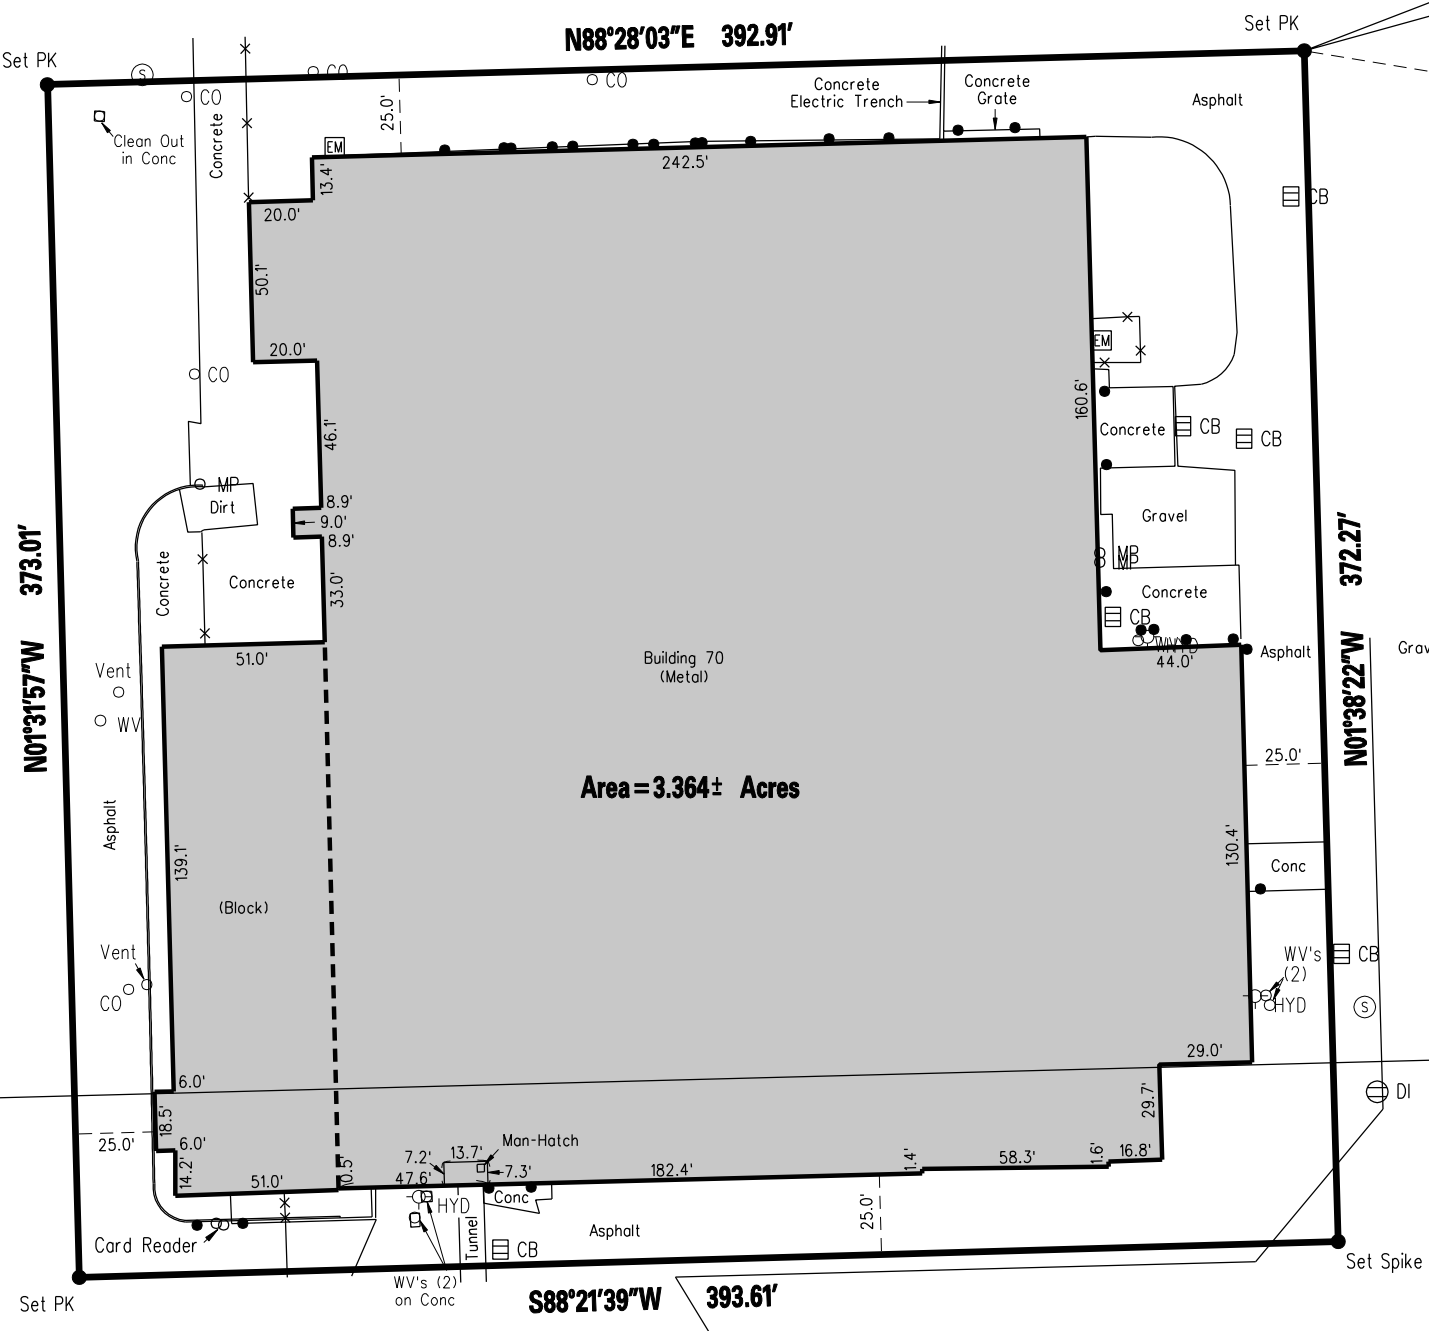 N88°28'03"E 392.91'
Set PK
Set PK
S
CO
CO
CO
Clean Out
in Conc
Concrete
25.0'
Concrete
Electric Trench
Concrete
Grate
Asphalt
EM
13.4'
242.5'
CB
20.0'
50.1'
20.0'
EM
CO
160.6'
46.1'
Concrete
CB
CB
MP
Dirt
8.9'
9.0'
8.9'
Gravel
N01°31'57"W 373.01'
N01°38'22"W 372.27'
Concrete
Concrete
33.0'
MP
MP
Concrete
CB
51.0'
Building 70
(Metal)
44.0'
Asphalt
Grav
Vent
WV
25.0'
Area=3.364± Acres
Asphalt
139.1'
130.4'
Conc
(Block)
Vent
CO
WV's
(2)
HYD
CB
S
29.0'
6.0'
18.5'
29.7'
DI
25.0'
6.0'
14.2'
51.0'
0.5'
7.2'
13.7'
Man-Hatch
47.6'
7.3'
182.4'
1.4'
58.3'
1.6'
16.8'
HYD
Conc
Tunnel
25.0'
Asphalt
Card Reader
CB
WV's (2)
on Conc
Set Spike
Set PK
S88°21'39"W 393.61'